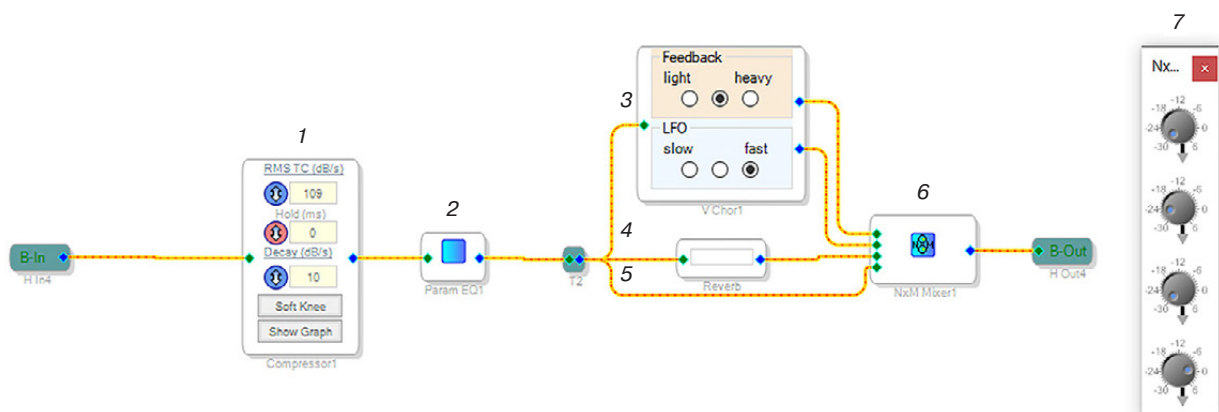 7
Nx...
-12
-18 -6
-24 0
-30 6
-12
-18 -6
-24 0
-30 6
-12
-18 -6
-24 0
-30 6
-12
-18 -6
-24 0
-30 6
Feedback
light heavy
3
LFO
slow fast
V Chor1
1
RMS TC (dB/s)
109
Hold (ms)
0
Decay (dB/s)
10
Soft Knee
Show Graph
Compressor1
2
Param EQ1
B-In
H In4
T2
4
5
Reverb
6
NxM
NxM Mixer1
B-Out
H Out4